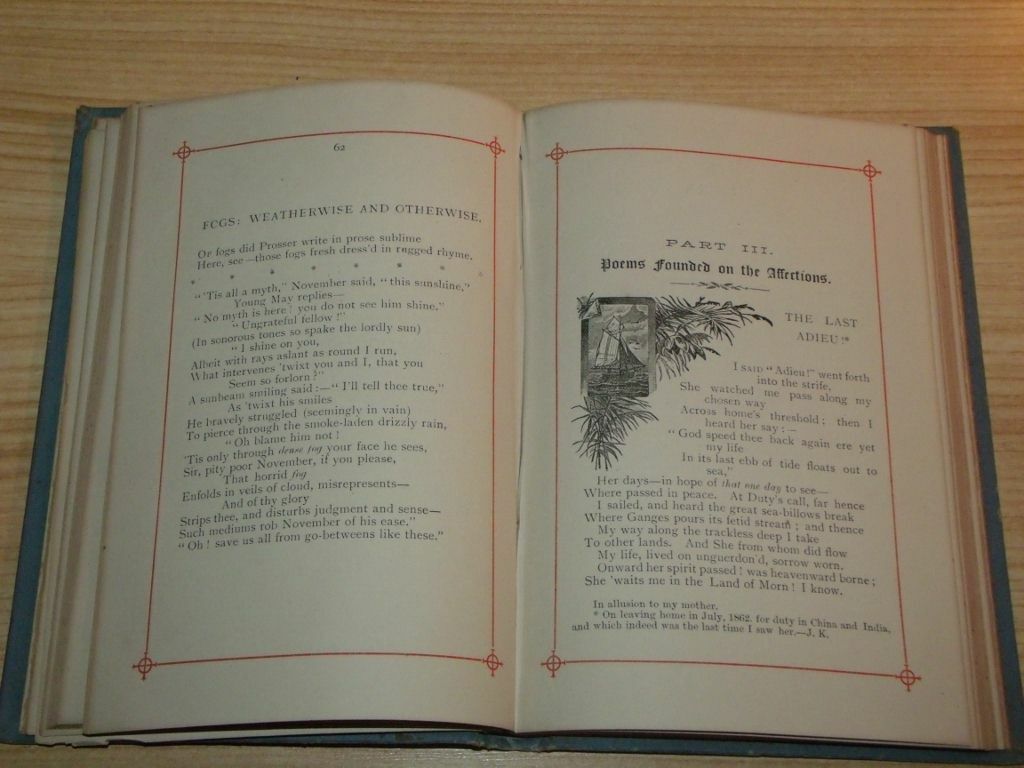 62
FOGS: WEATHERWISE AND OTHERWISE.
Of fogs did Prosser write in prose sublime
Here, see—those fogs fresh dress'd in rugged rhyme.
* * * * * * *
"'Tis all a myth," November said, "this sunshine."
Young May replies—
"No myth is here! you do not see him shine."
"Ungrateful fellow!"
(In sonorous tones so spake the lordly sun)
"I shine on you,
Albeit with rays aslant as round I run,
What intervenes 'twixt you and I, that you
Seem so forlorn?"
A sunbeam smiling said:—"I'll tell thee true,"
As 'twixt his smiles
He bravely struggled (seemingly in vain)
To pierce through the smoke-laden drizzly rain,
"Oh blame him not!
'Tis only through dense fog your face he sees,
Sir, pity poor November, if you please,
That horrid fog
Enfolds in veils of cloud, misrepresents—
And of thy glory
Strips thee, and disturbs judgment and sense—
Such mediums rob November of his ease."
"Oh! save us all from go-betweens like these."
PART III.
Poems Founded on the Affections.
THE LAST
ADIEU!*
I SAID "Adieu!" went forth
into the strife,
She watched me pass along my
chosen way
Across home's threshold; then I
heard her say:—
"God speed thee back again ere yet
my life
In its last ebb of tide floats out to
sea,"
Her days—in hope of that one day to see—
Where passed in peace. At Duty's call, far hence
I sailed, and heard the great sea-billows break
Where Ganges pours its fetid stream; and thence
My way along the trackless deep I take
To other lands. And She from whom did flow
My life, lived on unguerdon'd, sorrow worn.
Onward her spirit passed! was heavenward borne;
She 'waits me in the Land of Morn! I know.
In allusion to my mother.
* On leaving home in July, 1862, for duty in China and India,
and which indeed was the last time I saw her.—J. K.